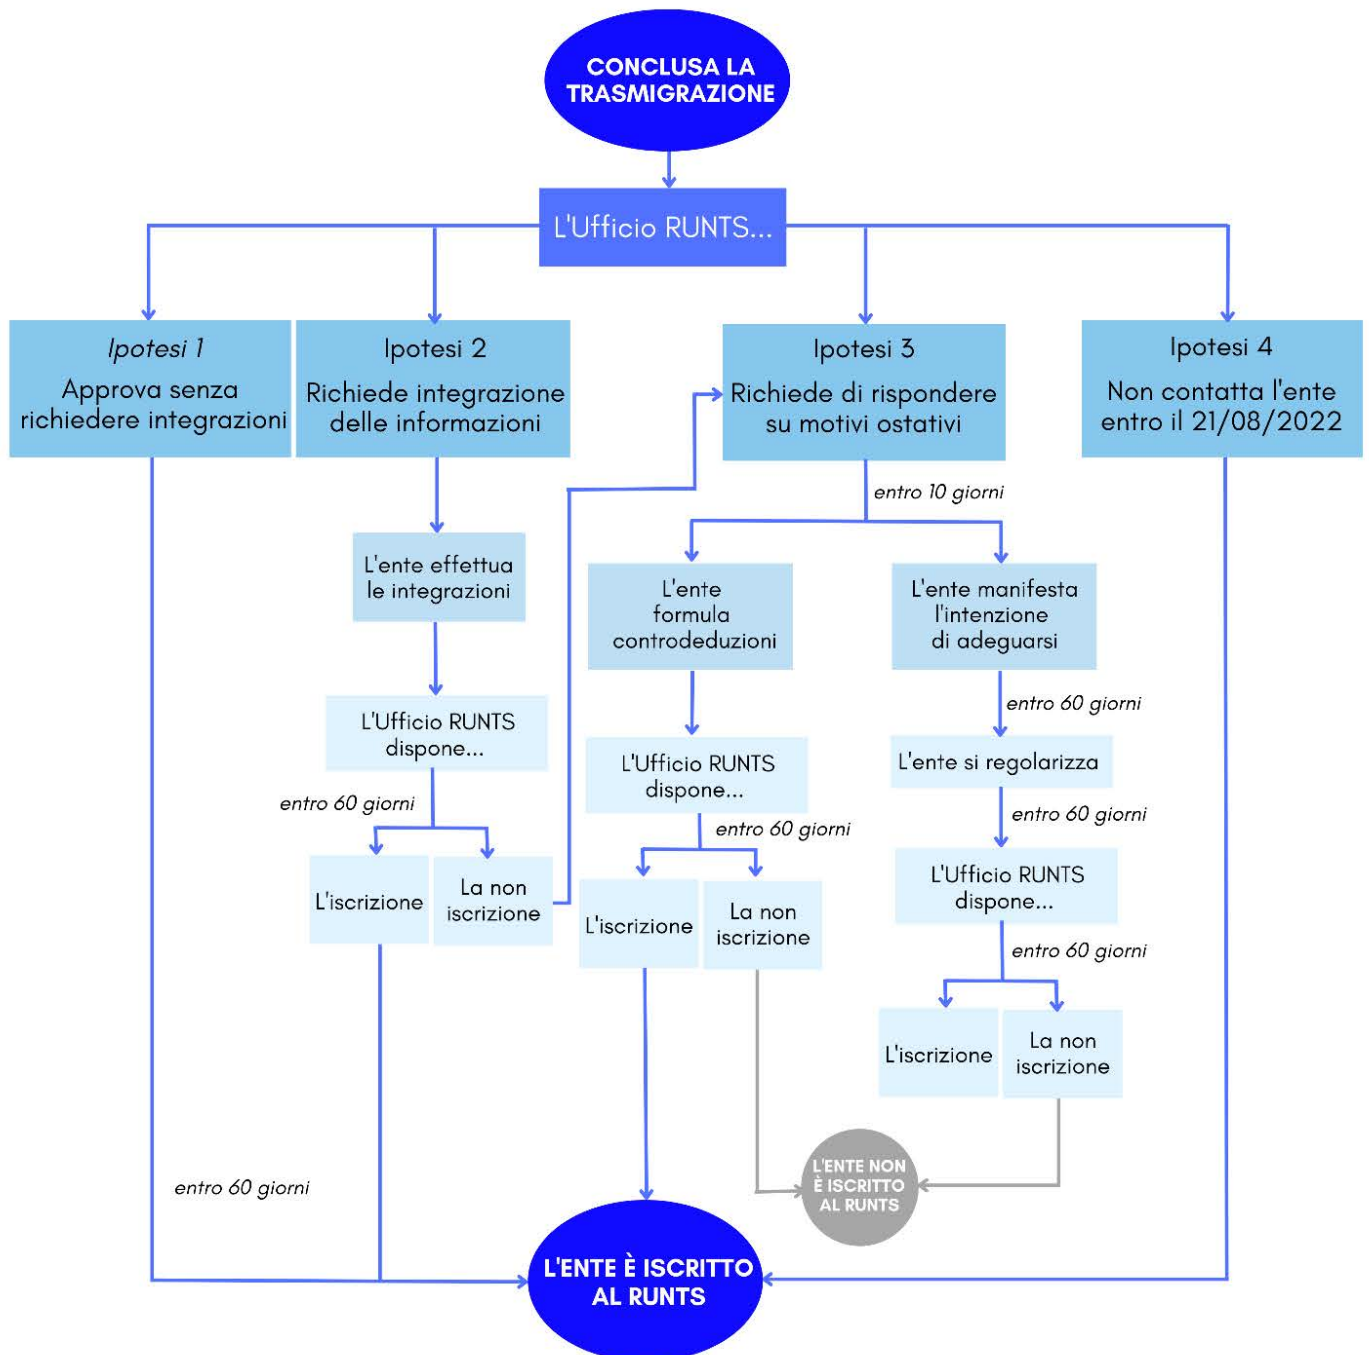 CONCLUSA LA
TRASMIGRAZIONE
L'Ufficio RUNTS...
Ipotesi 1
Approva senza
richiedere integrazioni
Ipotesi 2
Richiede integrazione
delle informazioni
Ipotesi 3
Richiede di rispondere
su motivi ostativi
Ipotesi 4
Non contatta l'ente
entro il 21/08/2022
entro 10 giorni
L'ente effettua
le integrazioni
L'ente
formula
controdeduzioni
L'ente manifesta
l'intenzione
di adeguarsi
entro 60 giorni
L'Ufficio RUNTS
dispone...
L'Ufficio RUNTS
dispone...
L'ente si regolarizza
entro 60 giorni
entro 60 giorni
entro 60 giorni
L'iscrizione
La non
iscrizione
L'iscrizione
La non
iscrizione
L'Ufficio RUNTS
dispone...
entro 60 giorni
L'iscrizione
La non
iscrizione
entro 60 giorni
L'ENTE NON
È ISCRITTO
AL RUNTS
L'ENTE È ISCRITTO
AL RUNTS